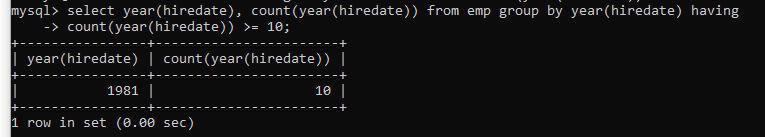 mysql> select year(hiredate), count(year(hiredate)) from emp group by year(hiredate) having
    -> count(year(hiredate)) >= 10;
+----------------+-----------------------+
| year(hiredate) | count(year(hiredate)) |
+----------------+-----------------------+
|           1981 |                    10 |
+----------------+-----------------------+
1 row in set (0.00 sec)